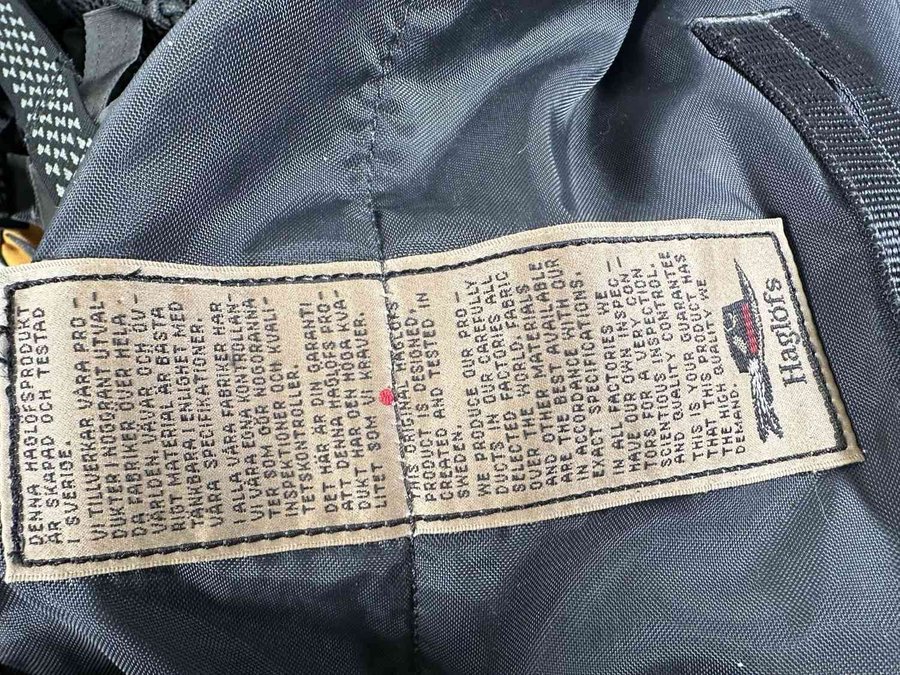 DENNA HAGLÖFSPRODUKT
ÄR SKAPAD OCH TESTAD
I SVERIGE.
VI TILLVERKAR VÅRA PRO-
DUKTER I NOGRANT UTVAL-
DA FABRIKER ÖVER HELA
VÄRLDEN. VÄVAR OCH ÖV-
RIGT MATERIAL ÄR BÄSTA
TÄNKBARA I ENLIGHET MED
VÅRA SPECIFIKATIONER.
I ALLA VÅRA FABRIKER HAR
VI VÅRA EGNA KONTROLLAN-
TER SOM GÖR NOGGRANNA
INSPEKTIONER OCH KVALI-
TETSKONTROLLER.
DET HÄR ÄR DIN GARANTI
ATT DENNA HAGLÖFS PRO-
DUKT HAR DEN HÖGA KVA-
LITE SOM KRÄVER.
THIS ORIGINAL HAGLÖFS
PRODUCT IS DESIGNED,
CREATED AND TESTED IN
SWEDEN.
WE PRODUCE OUR PRO-
DUCTS IN OUR CAREFULLY
SELECTED FACTORIES ALL
OVER THE WORLD. FABRIC
AND OTHER MATERIALS
ARE THE BEST AVAILABLE
IN ACCORDANCE WITH OUR
EXACT SPECIFICATIONS.
IN ALL FACTORIES WE
HAVE OUR OWN INSPEC-
TORS FOR A VERY CON-
SCIENTIOUS INSPECTION,
AND QUALITY CONTROL.
THIS IS YOUR GUARANTEE
THAT THIS PRODUCT HAS
THE HIGH QUALITY WE
DEMAND.
Haglöfs